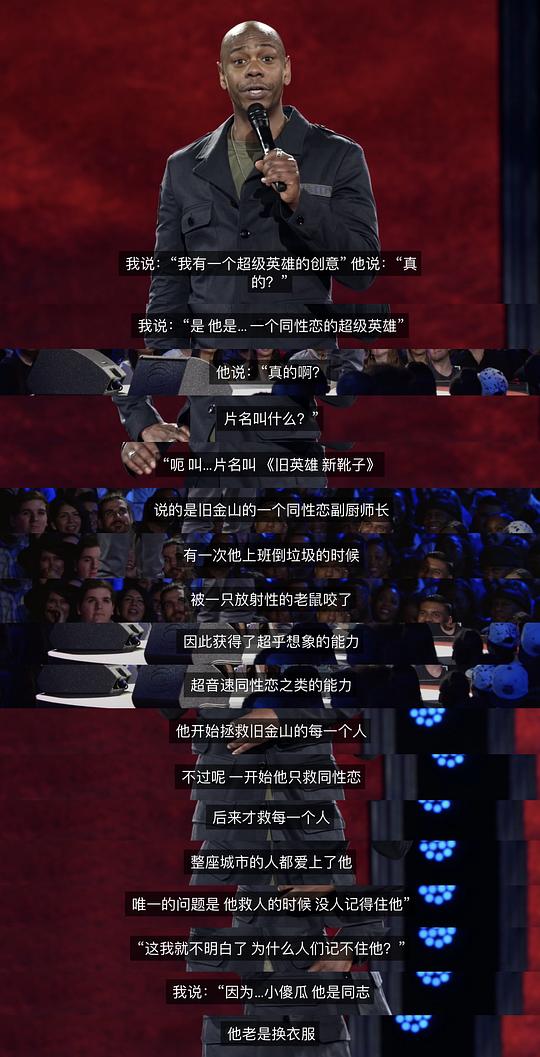 我说：“我有一个超级英雄的创意” 他说：“真
的？”
我说：“是 他是... 一个同性恋的超级英雄”
他说：“真的啊？
片名叫什么？”
“呃 叫...片名叫 《旧英雄 新靴子》
说的是旧金山的一个同性恋副厨师长
有一次他上班倒垃圾的时候
被一只放射性的老鼠咬了
因此获得了超乎想象的能力
超音速同性恋之类的能力
他开始拯救旧金山的每一个人
不过呢 一开始他只救同性恋
后来才救每一个人
整座城市的人都爱上了他
唯一的问题是 他救人的时候 没人记得住他”
“这我就不明白了 为什么人们记不住他？”
我说：“因为...小傻瓜 他是同志
他老是换衣服